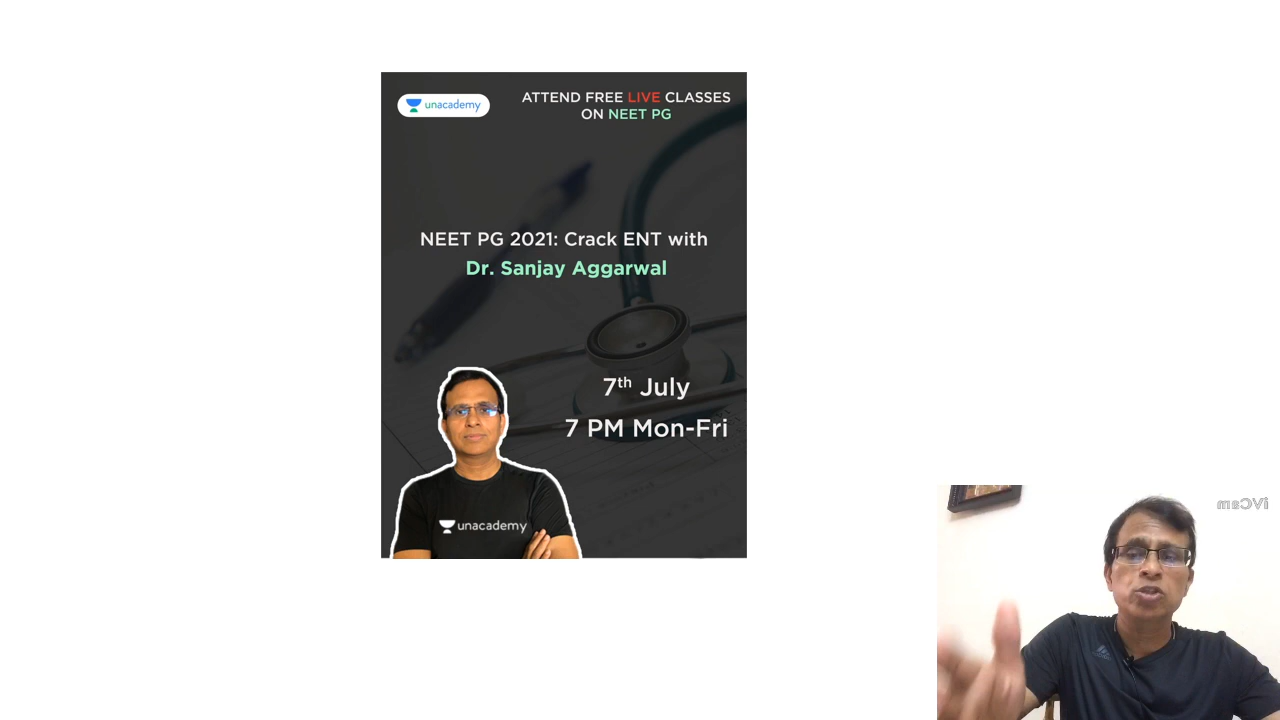 unacademy
ATTEND FREE LIVE CLASSES
ON NEET PG
NEET PG 2021: Crack ENT with
Dr. Sanjay Aggarwal
7th July
7 PM Mon-Fri
unacademy
iVCam